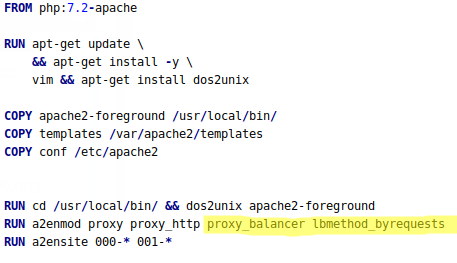 FROM php:7.2-apache
RUN apt-get update \
&& apt-get install -y \
vim && apt-get install dos2unix
COPY apache2-foreground /usr/local/bin/
COPY templates /var/apache2/templates
COPY conf /etc/apache2
RUN cd /usr/local/bin/ && dos2unix apache2-foreground
RUN a2enmod proxy proxy_http proxy_balancer lbmethod_byrequests
RUN a2ensite 000-* 001-*